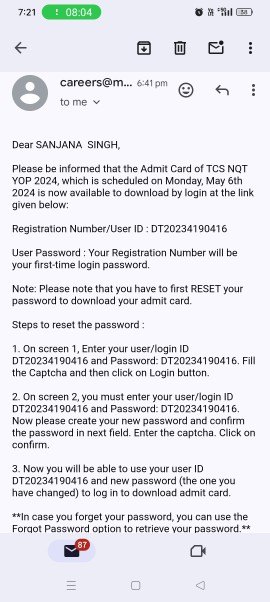 7:21
08:04
58
careers@m... 6:41 pm
to me
Dear SANJANA SINGH,
Please be informed that the Admit Card of TCS NQT
YOP 2024, which is scheduled on Monday, May 6th
2024 is now available to download by login at the link
given below:
Registration Number/User ID : DT20234190416
User Password : Your Registration Number will be
your first-time login password.
Note: Please note that you have to first RESET your
password to download your admit card.
Steps to reset the password :
1. On screen 1, Enter your user/login ID
DT20234190416 and Password: DT20234190416. Fill
the Captcha and then click on Login button.
2. On screen 2, you must enter your user/login ID
DT20234190416 and Password: DT20234190416.
Now please create your new password and confirm
the password in next field. Enter the captcha. Click on
confirm.
3. Now you will be able to use your user ID
DT20234190416 and new password (the one you
have changed) to log in to download admit card.
**In case you forget your password, you can use the
Forgot Password option to retrieve your password.**
87